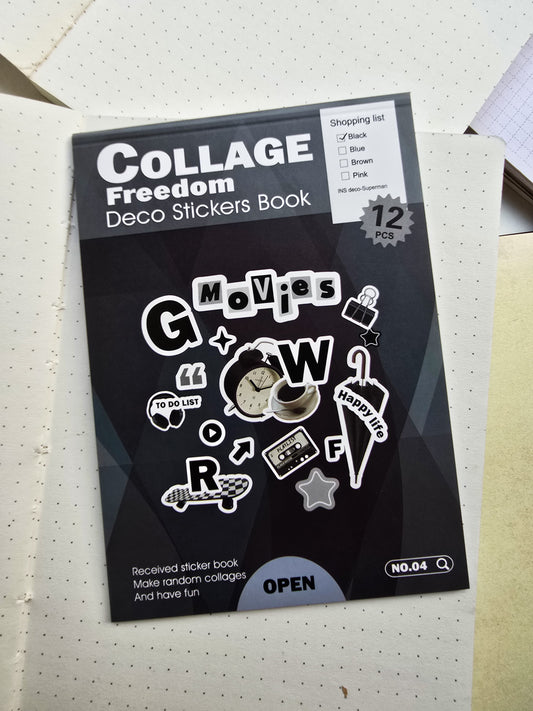 COLLAGE
Freedom
Deco Stickers Book
Shopping list
Black
Blue
Brown
Pink
INS deco-Superman
12
PCS
MoVies
G
W
TO DO LIST
Happy life
F
R
Received sticker book
Make random collages
And have fun
OPEN
NO.04